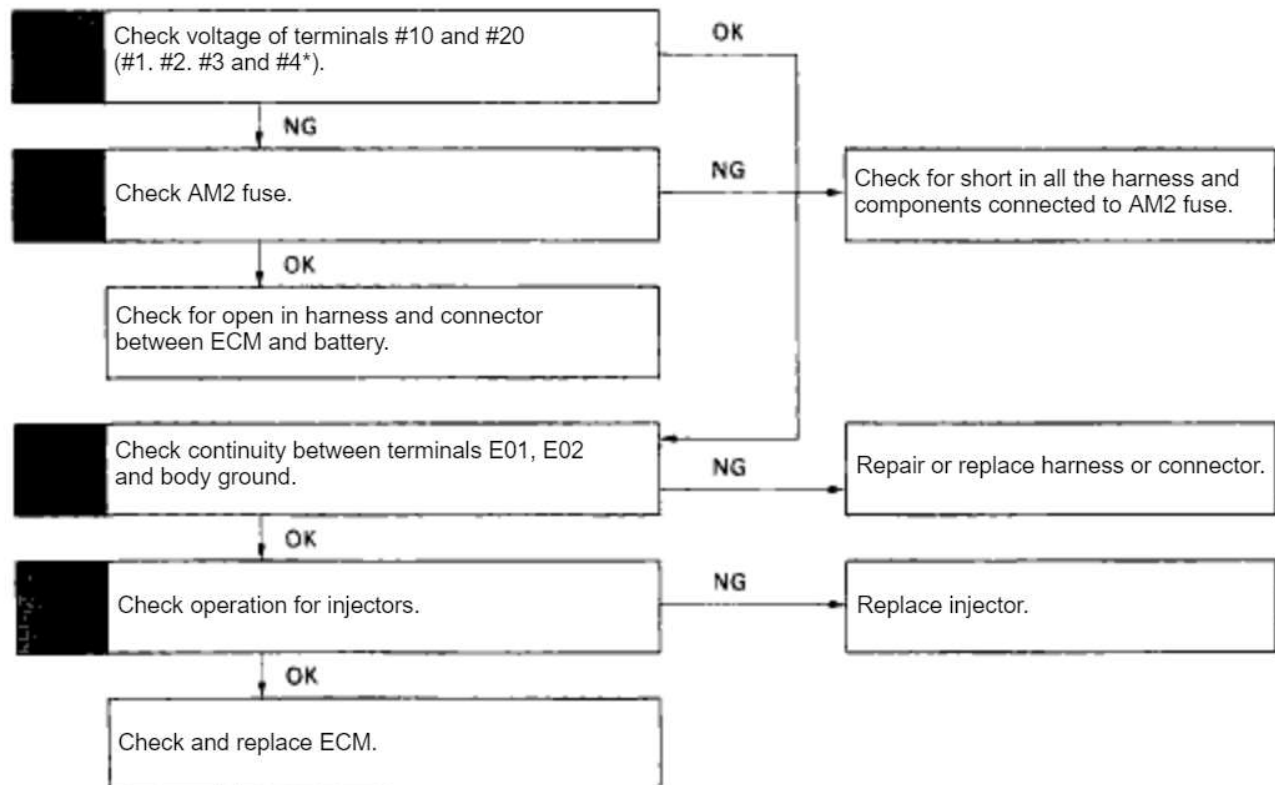 Check voltage of terminals #10 and #20
(#1. #2. #3 and #4*).
OK
NG
Check AM2 fuse.
NG
Check for short in all the harness and
components connected to AM2 fuse.
OK
Check for open in harness and connector
between ECM and battery.
Check continuity between terminals E01, E02
and body ground.
NG
Repair or replace harness or connector.
OK
Check operation for injectors.
NG
Replace injector.
OK
Check and replace ECM.